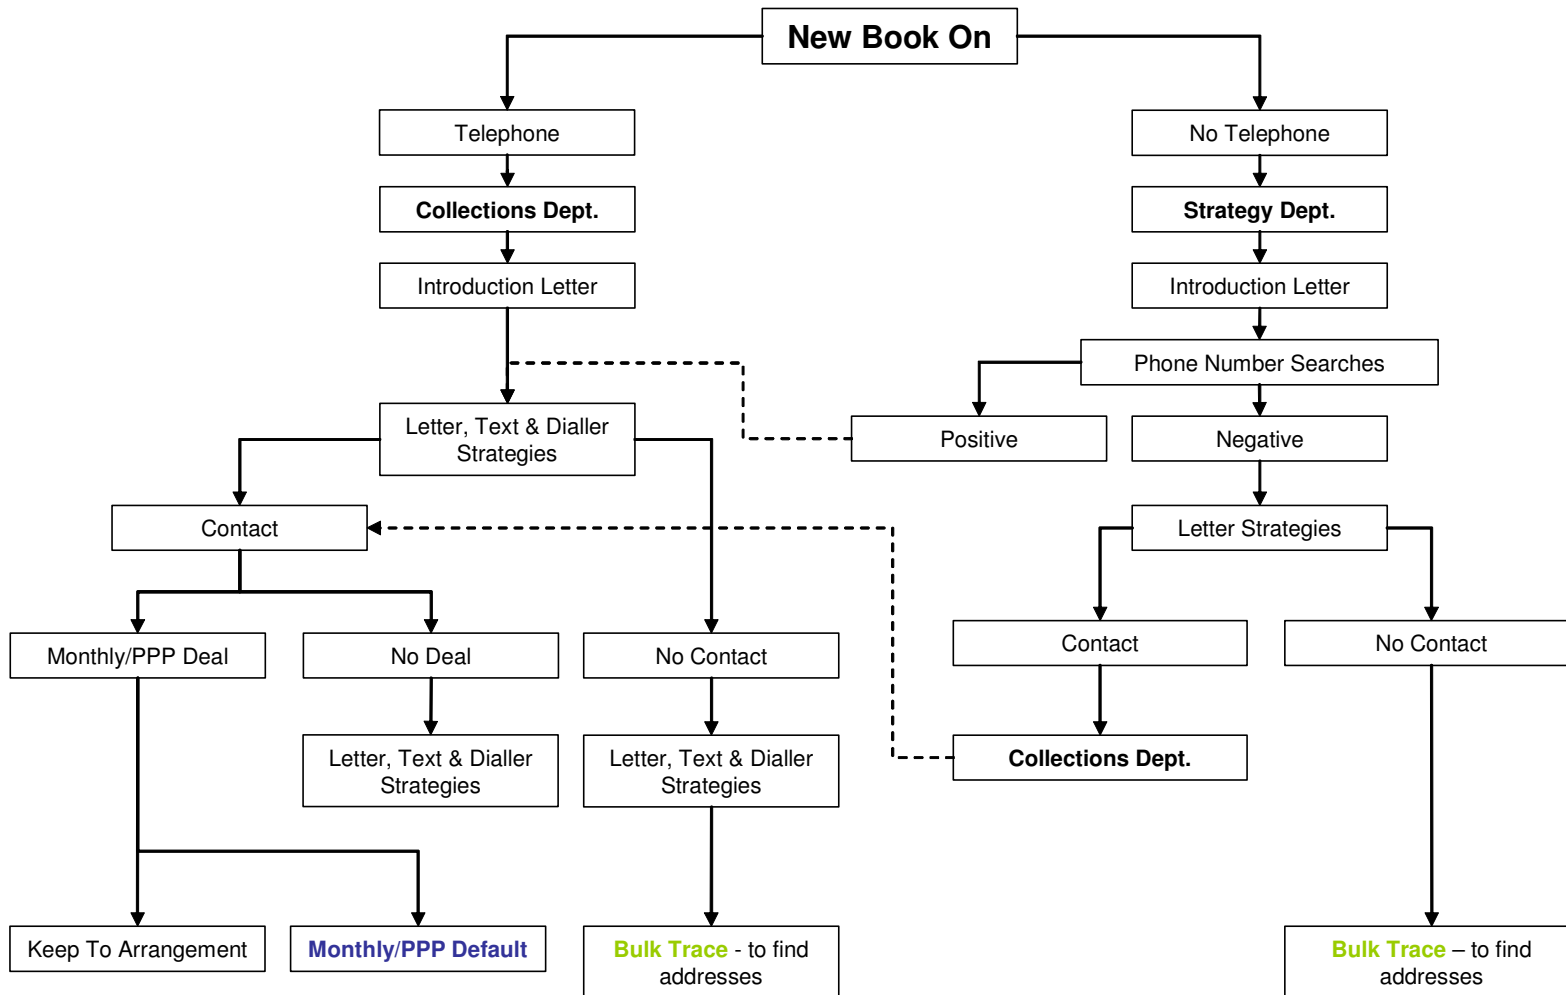 New Book On
Telephone
No Telephone
Collections Dept.
Strategy Dept.
Introduction Letter
Introduction Letter
Phone Number Searches
Letter, Text & Dialler
Strategies
Positive
Negative
Contact
Letter Strategies
Monthly/PPP Deal
No Deal
No Contact
Contact
No Contact
Letter, Text & Dialler
Strategies
Letter, Text & Dialler
Strategies
Collections Dept.
Keep To Arrangement
Monthly/PPP Default
Bulk Trace - to find
addresses
Bulk Trace – to find
addresses